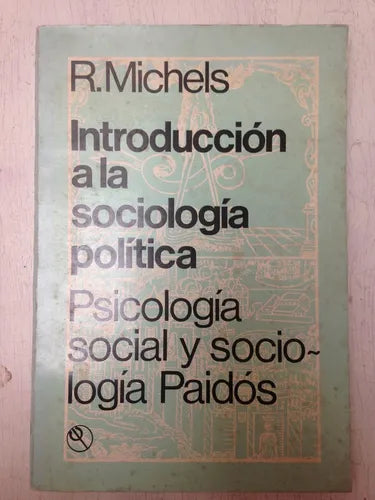 R. Michels
Introducción
a la
sociología
política
Psicología
social y socio~
logía Paidós